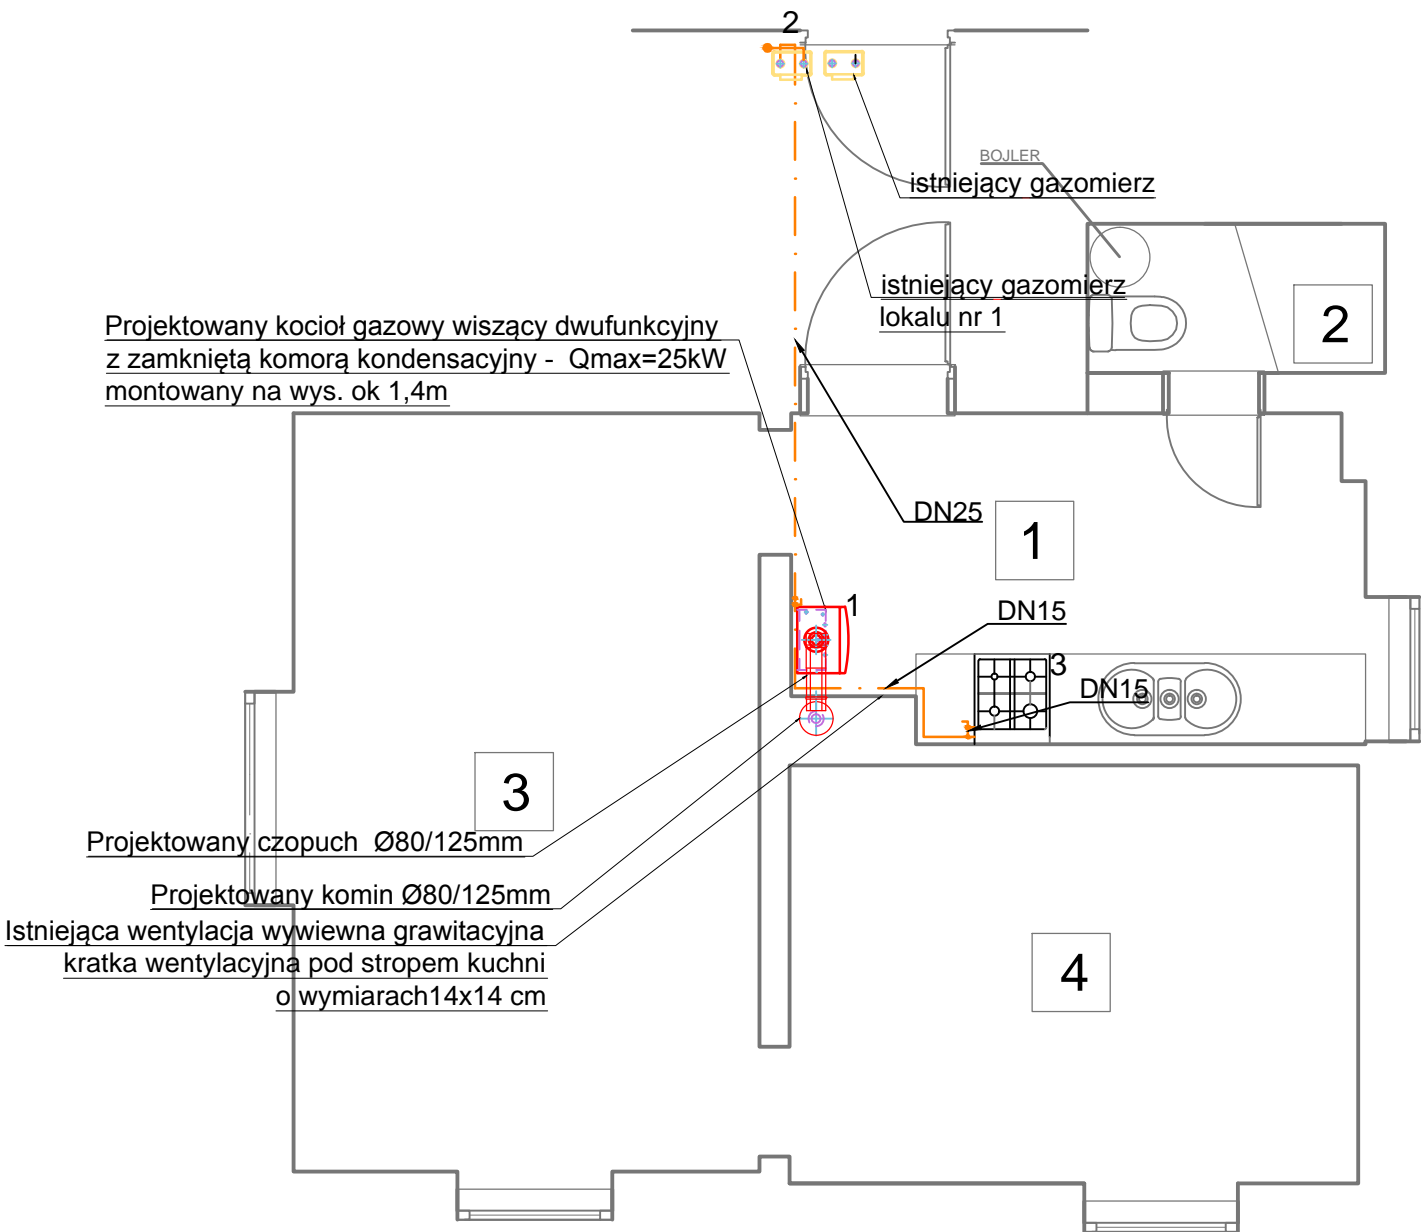 2
BOJLER
istniejący gazomierz
istniejący gazomierz
lokalu nr 1
2
Projektowany kocioł gazowy wiszący dwufunkcyjny
z zamkniętą komorą kondensacyjny - Qmax=25kW
montowany na wys. ok 1,4m
DN25
1
1
DN15
3
DN15
3
Projektowany czopuch Ø80/125mm
Projektowany komin Ø80/125mm
Istniejąca wentylacja wywiewna grawitacyjna
kratka wentylacyjna pod stropem kuchni
o wymiarach14x14 cm
4